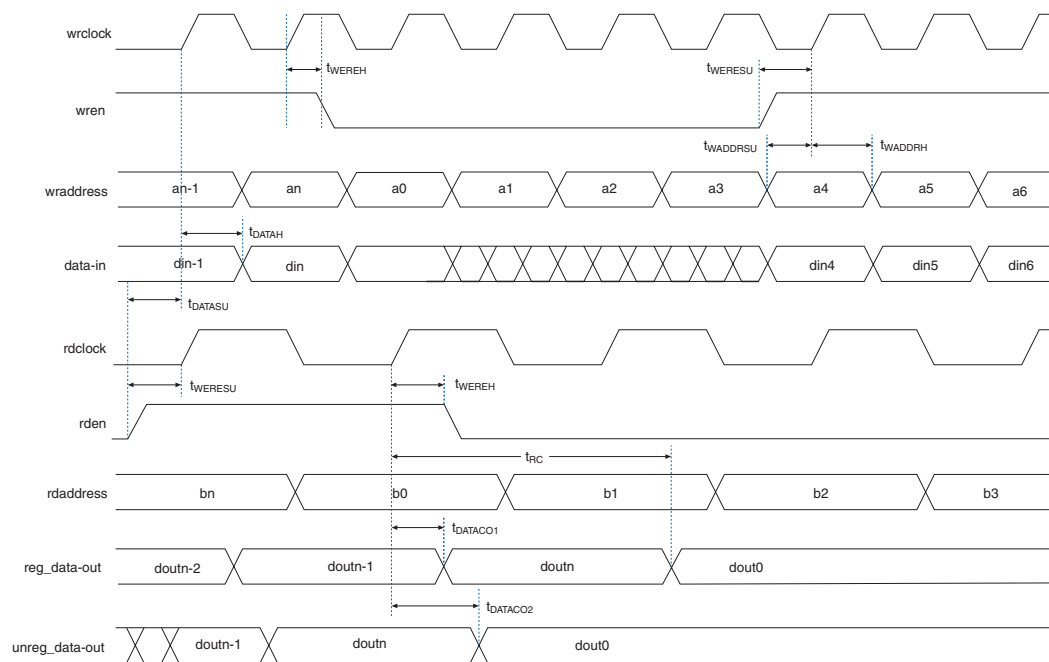 wrclock
tWEREH
tWERESU
wren
tWADDRSU
tWADDRH
wraddress an-1 an a0 a1 a2 a3 a4 a5 a6
tDATAH
data-in din-1 din din4 din5 din6
tDATASU
rdclock
tWERESU tWEREH
rden
tRC
rdaddress bn b0 b1 b2 b3
tDATACO1
reg_data-out doutn-2 doutn-1 doutn dout0
tDATACO2
unreg_data-out doutn-1 doutn dout0